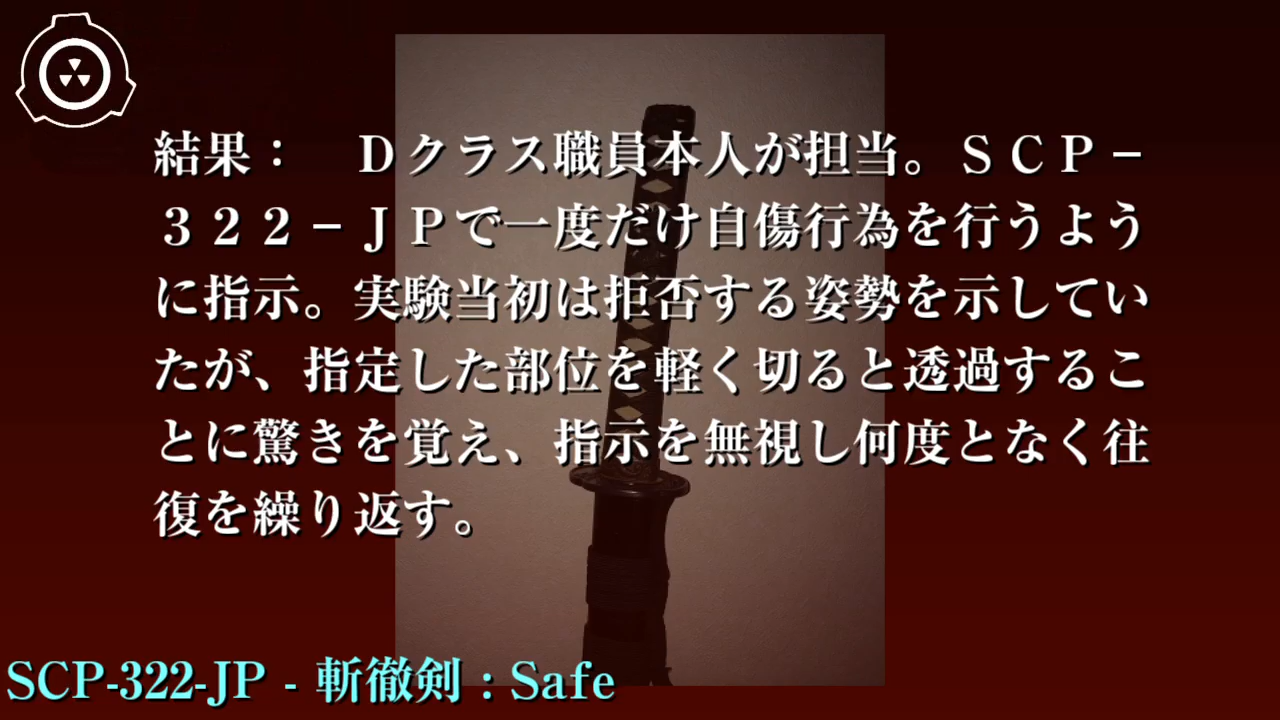 結果：　Ｄクラス職員本人が担当。ＳＣＰ－
３２２－ＪＰで一度だけ自傷行為を行うよう
に指示。実験当初は拒否する姿勢を示してい
たが、指定した部位を軽く切ると透過するこ
とに驚きを覚え、指示を無視し何度となく往
復を繰り返す。
SCP-322-JP - 斬徹剣 : Safe